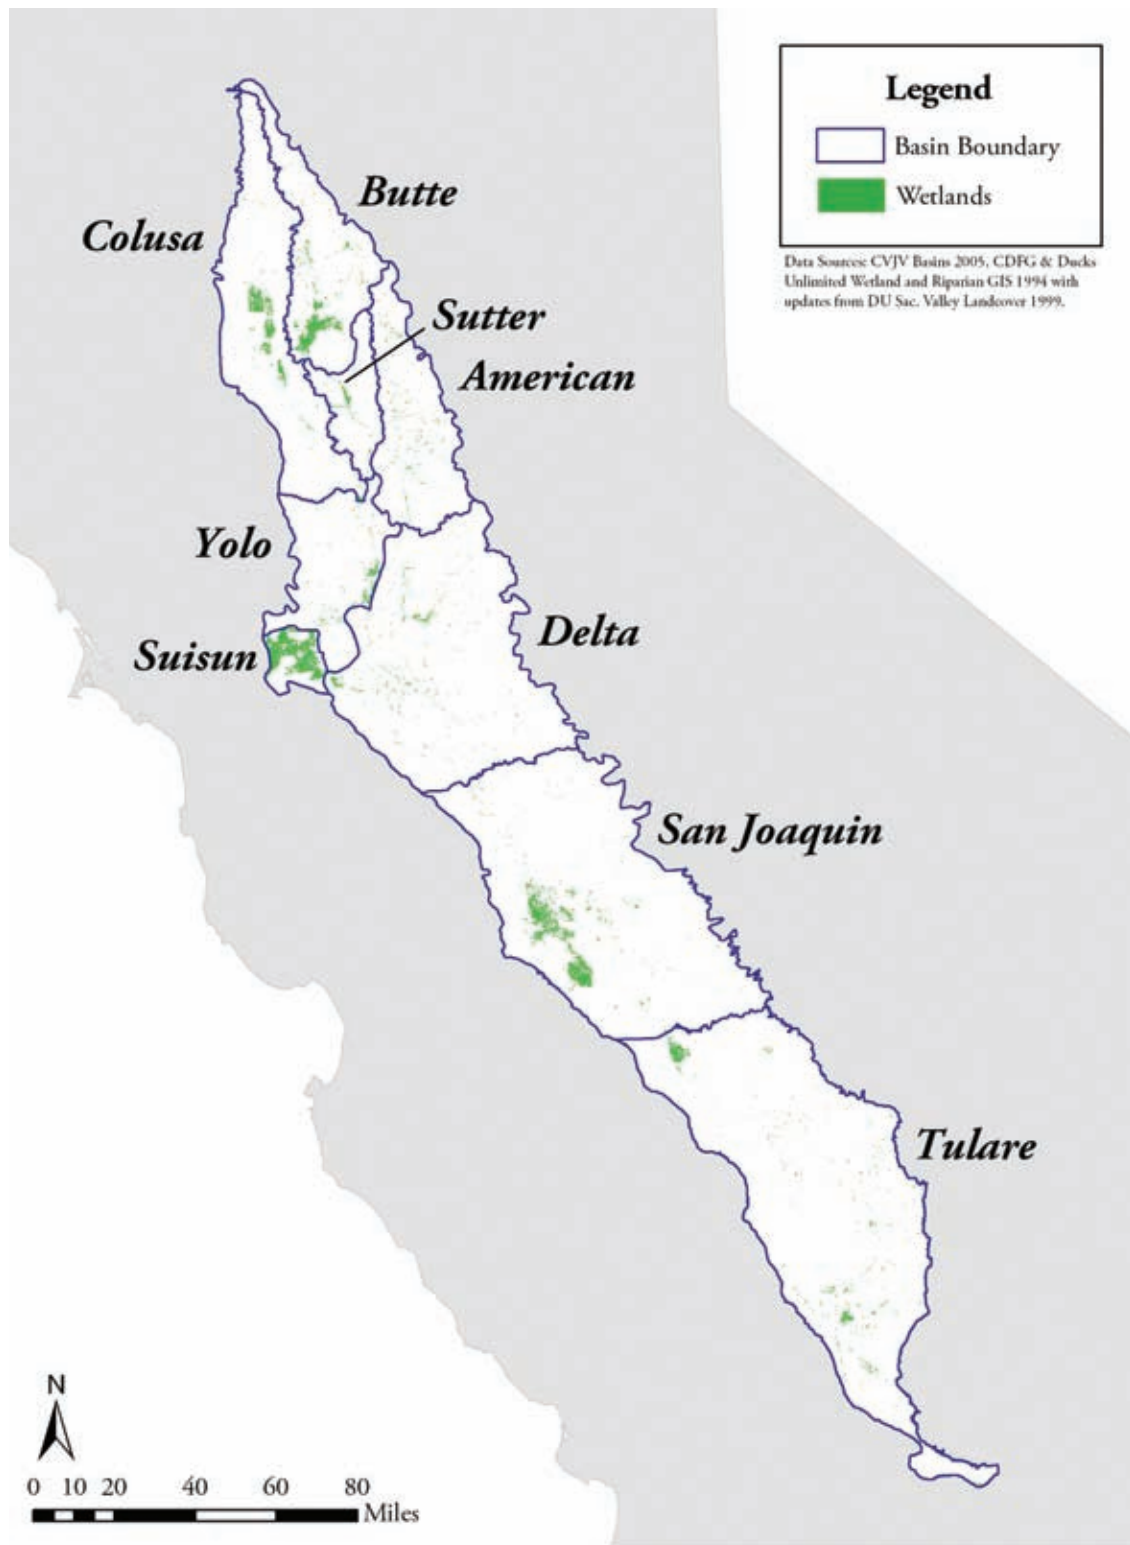 Legend
Basin Boundary
Wetlands
Data Sources: CVJV Basins 2005, CDFG & Ducks
Unlimited Wetland and Riparian GIS 1994 with
updates from DU Sac. Valley Landcover 1999.
Butte
Colusa
Sutter
American
Yolo
Delta
Suisun
San Joaquin
Tulare
N
0 10 20 40 60 80
Miles